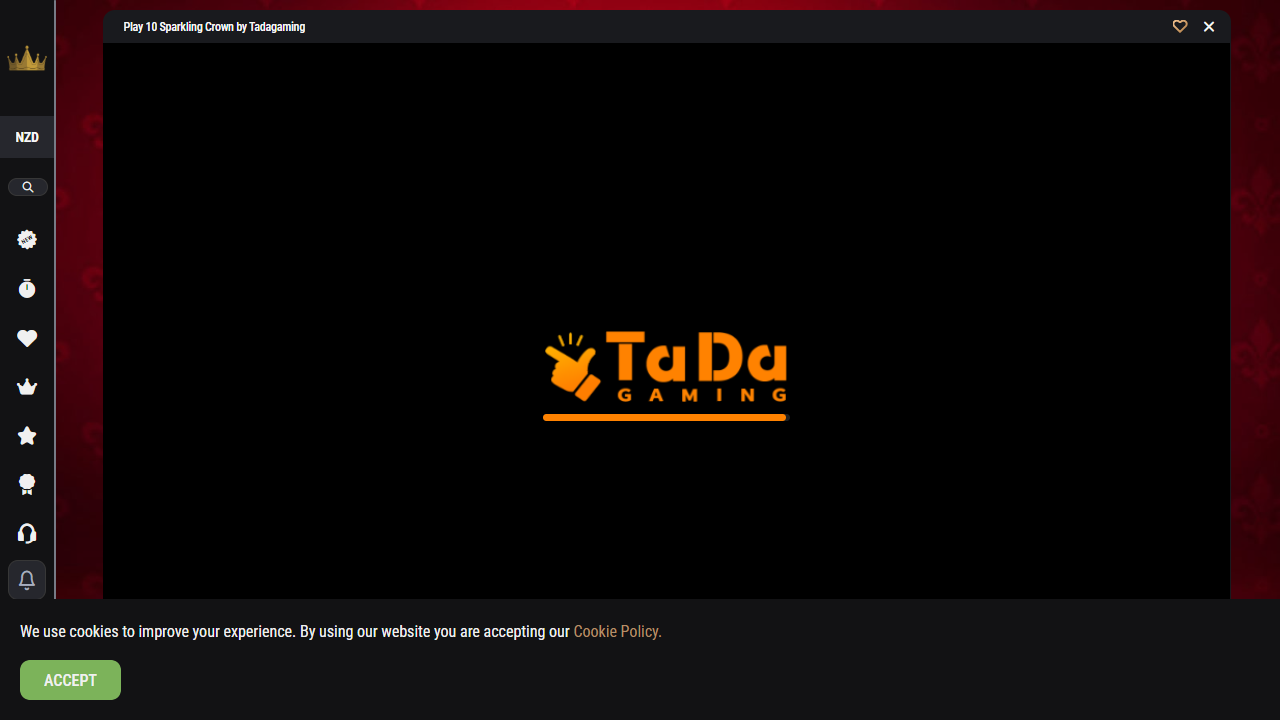 Play 10 Sparkling Crown by Tadagaming
NZD
NEW
TaDa
GAMING
We use cookies to improve your experience. By using our website you are accepting our Cookie Policy.
ACCEPT